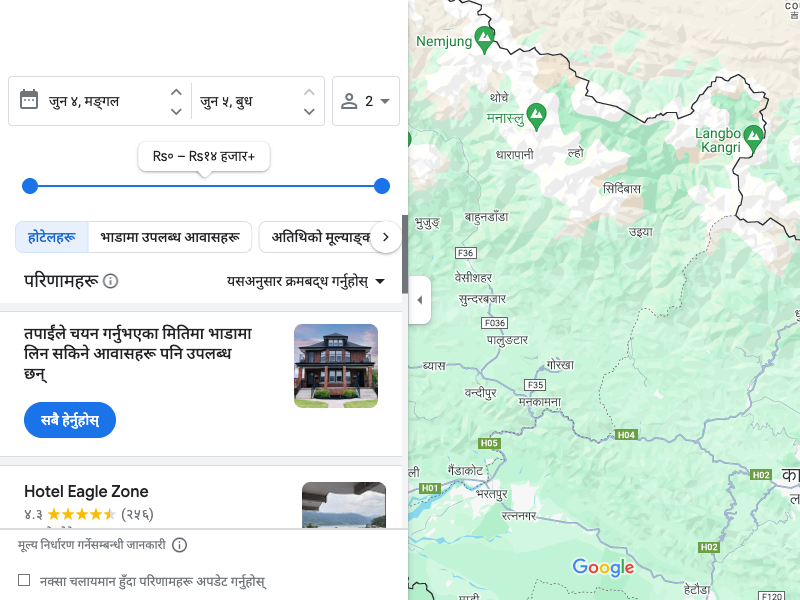 जुन ४, मङ्गल
जुन ५, बुध
2
Rs० – Rs१४ हजार+
होटेलहरू
भाडामा उपलब्ध आवासहरू
अतिथिको मूल्याङ्क
परिणामहरू
यसअनुसार क्रमबद्ध गर्नुहोस्
तपाईंले चयन गर्नुभएका मितिमा भाडामा
लिन सकिने आवासहरू पनि उपलब्ध
छन्
सबै हेर्नुहोस्
Hotel Eagle Zone
४.३
(२५६)
मूल्य निर्धारण गर्नेसम्बन्धी जानकारी
नक्सा चलायमान हुँदा परिणामहरू अपडेट गर्नुहोस्
Nemjung
थोचे
मनास्लु
धारापानी
ल्हो
Langbo
Kangri
सिर्दिबास
भुजुङ्
बाहुनडाँडा
उइया
F36
वेसीशहर
सुन्दरबजार
F036
पालुङटार
ब्यास
गोरखा
F35
वन्दीपुर
मनकामना
H04
H05
गैंडाकोट
H02
का
H01
भरतपुर
रत्ननगर
H02
Google
हेटौडा
F120
माडी